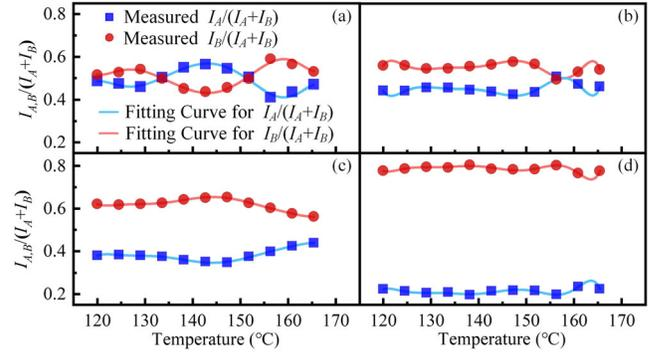 (a)
Measured I_A/(I_A+I_B)
Measured I_B/(I_A+I_B)
Fitting Curve for I_A/(I_A+I_B)
Fitting Curve for I_B/(I_A+I_B)
I_{A,B}/(I_A+I_B)
0.8
0.6
0.4
0.2
(b)
(c)
I_{A,B}/(I_A+I_B)
0.8
0.6
0.4
0.2
120 130 140 150 160 170
Temperature (℃)
(d)
120 130 140 150 160 170
Temperature (℃)